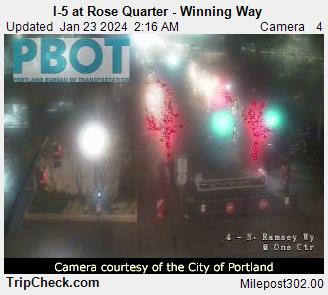 I-5 at Rose Quarter - Winning Way
Updated Jan 23 2024 2:16 AM Camera 4
PBOT
PORTLAND BUREAU OF TRANSPORTATION
4 - N. Ramsey Wy
@ One Ctr
Camera courtesy of the City of Portland
TripCheck.com Milepost302.00